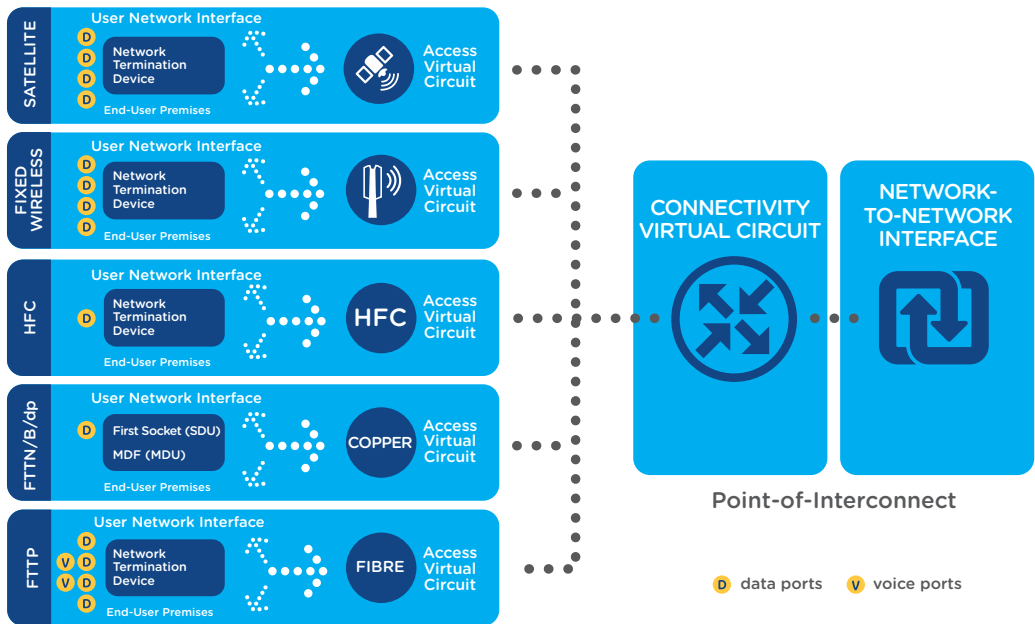 SATELLITE
User Network Interface
D
D
D
D
Network
Termination
Device
End-User Premises
Access
Virtual
Circuit
FIXED
WIRELESS
User Network Interface
D
D
D
D
Network
Termination
Device
End-User Premises
Access
Virtual
Circuit
HFC
User Network Interface
D
Network
Termination
Device
End-User Premises
HFC
Access
Virtual
Circuit
FTTN/B/dp
User Network Interface
D
First Socket (SDU)
MDF (MDU)
End-User Premises
COPPER
Access
Virtual
Circuit
FTTP
User Network Interface
D
V D
V D
D
Network
Termination
Device
End-User Premises
FIBRE
Access
Virtual
Circuit
CONNECTIVITY
VIRTUAL CIRCUIT
NETWORK-
TO-NETWORK
INTERFACE
Point-of-Interconnect
D data ports V voice ports